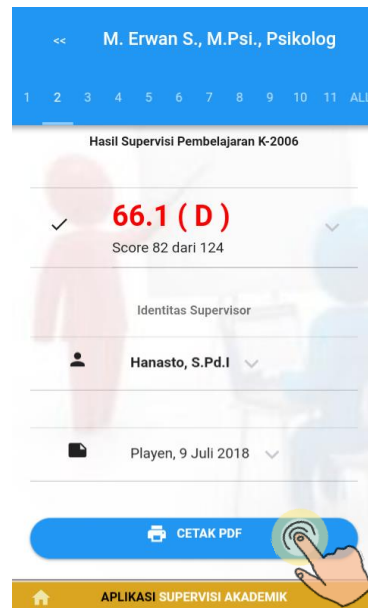 << M. Erwan S., M.Psi., Psikolog
1 2 3 4 5 6 7 8 9 10 11
Hasil Supervisi Pembelajaran K-2006
66.1 ( D )
Score 82 dari 124
Identitas Supervisor
Hanasto, S.Pd.I
Playen, 9 Juli 2018
CETAK PDF
APLIKASI SUPERVISI AKADEMIK